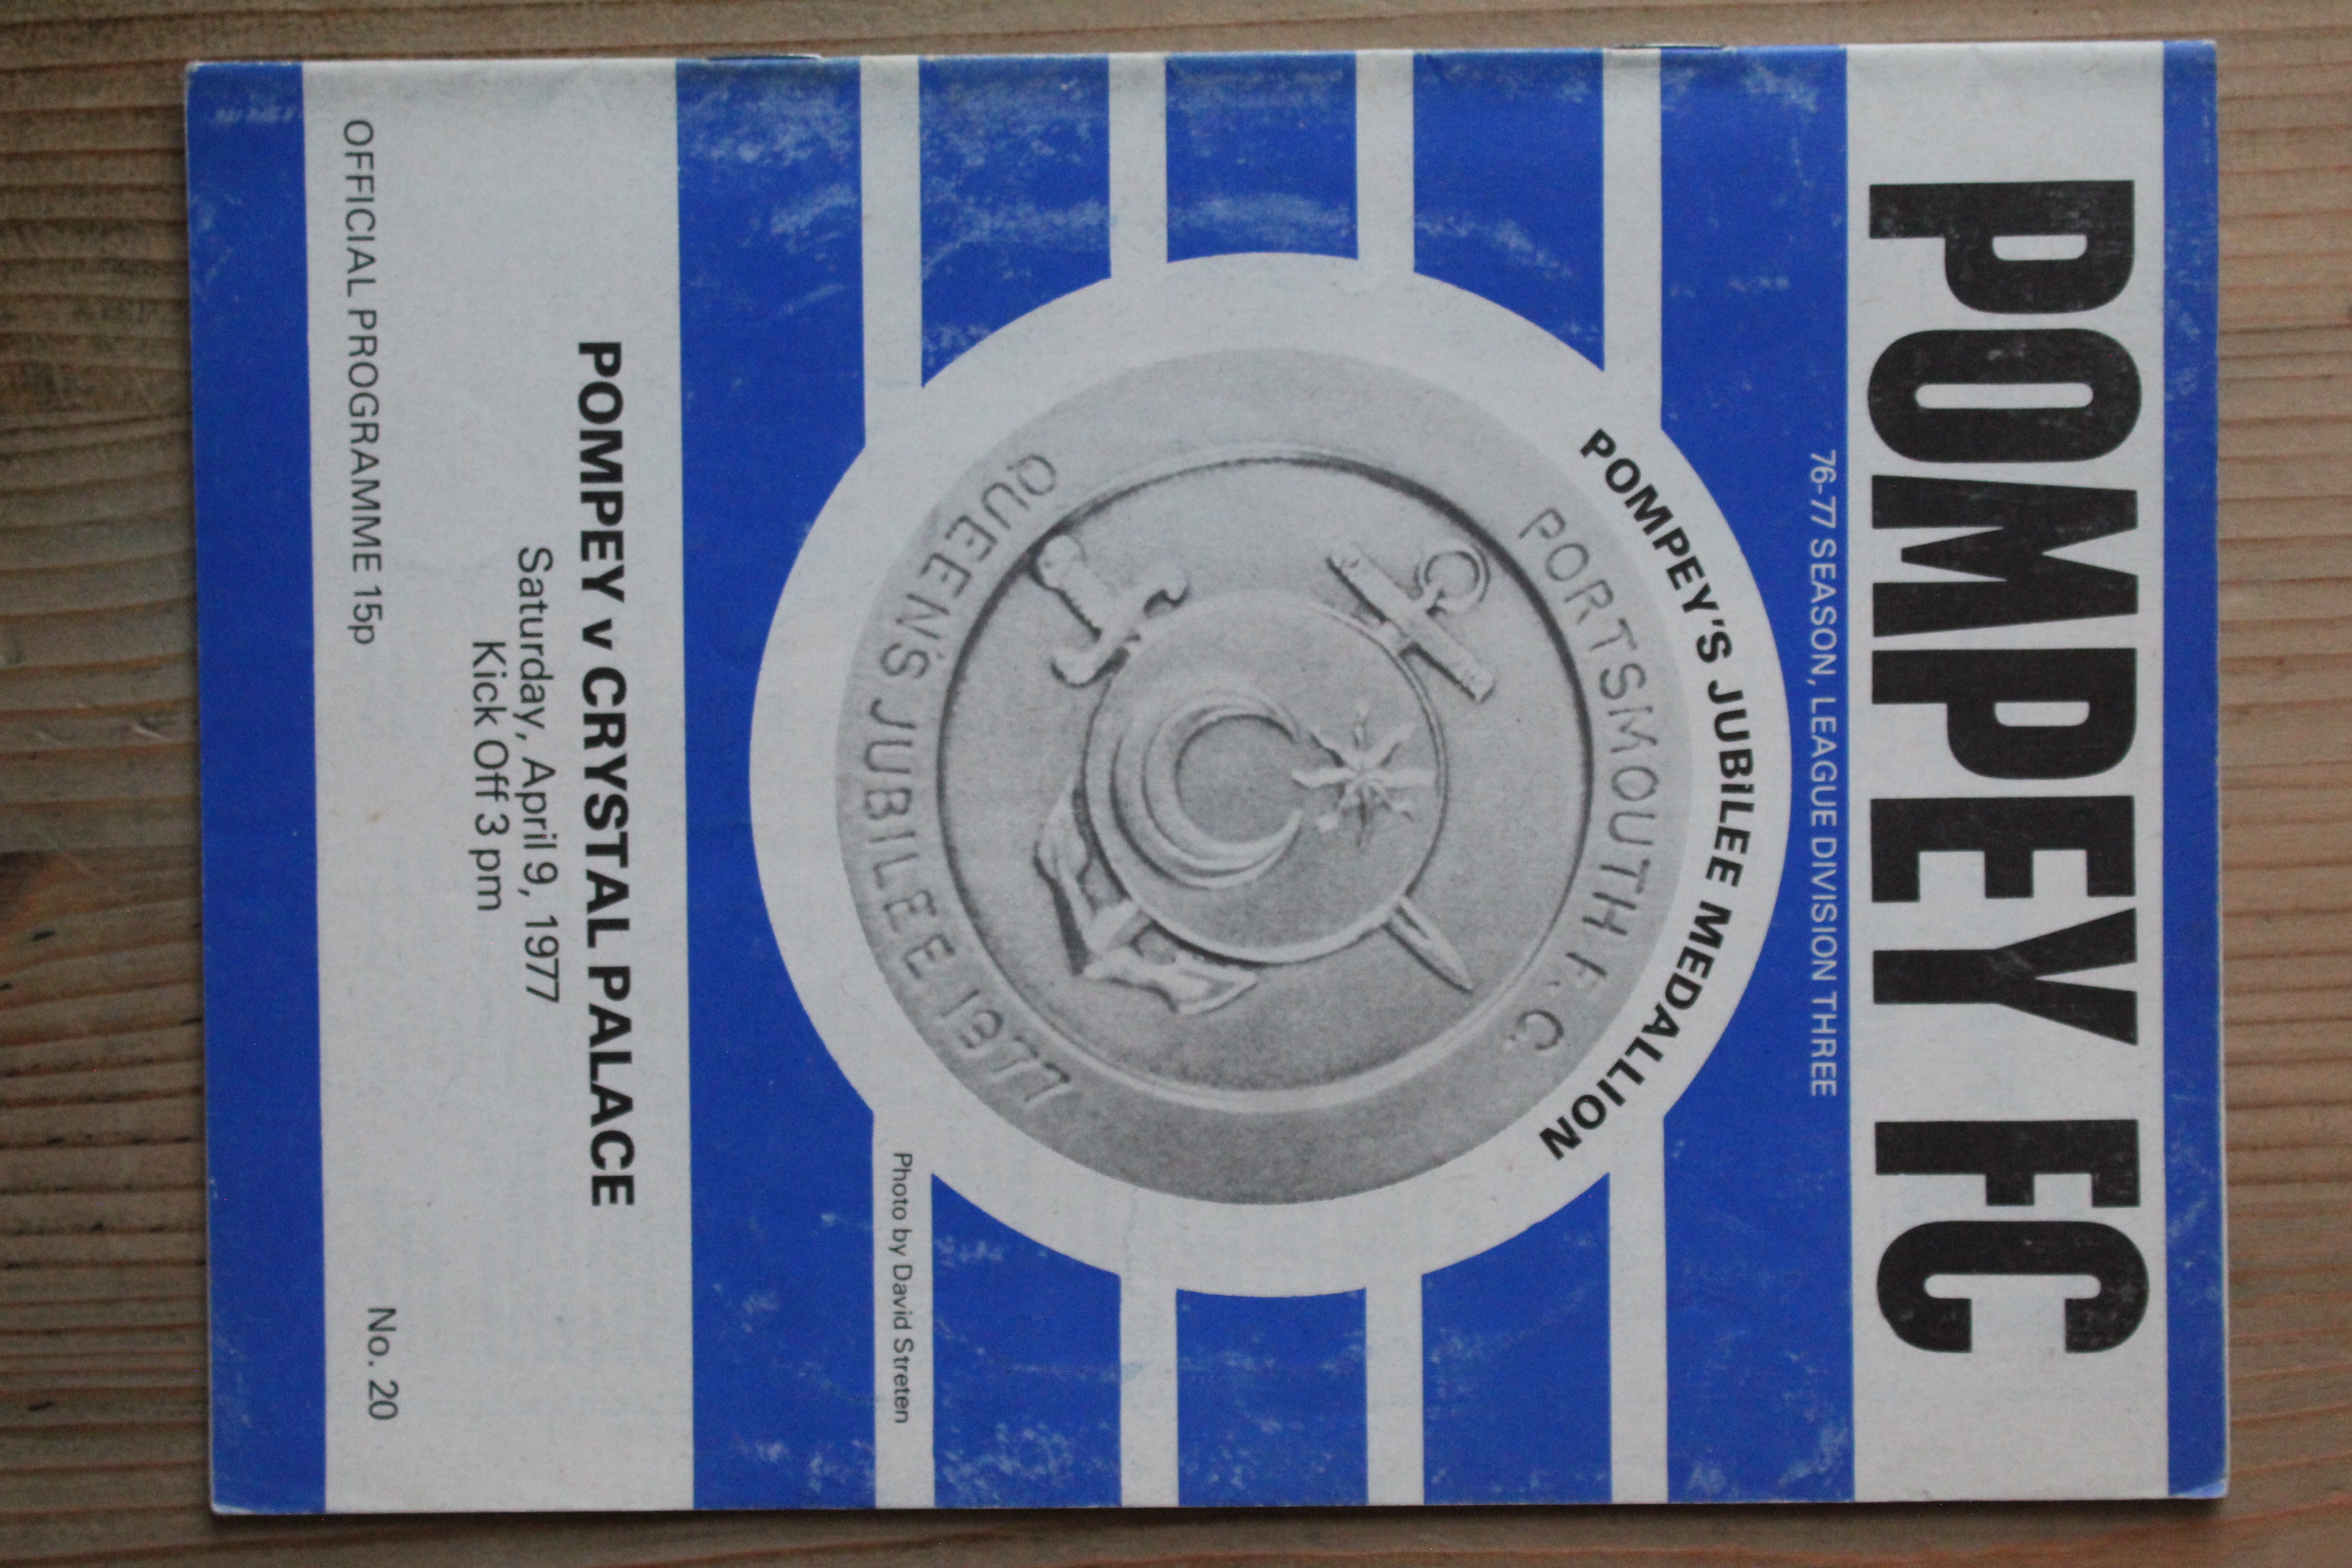 POMPEY FC
76-77 SEASON, LEAGUE DIVISION THREE
POMPEY'S JUBILEE MEDALLION
PORTSMOUTH F.C.
QUEEN'S JUBILEE 1977
Photo by David Streten
POMPEY v CRYSTAL PALACE
Saturday, April 9, 1977
Kick Off 3 pm
OFFICIAL PROGRAMME 15p
No. 20